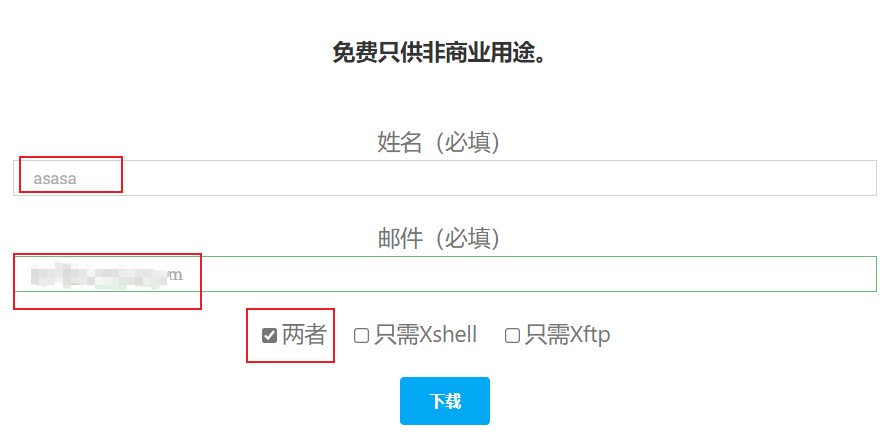 免费只供非商业用途。
姓名（必填）
asasa
邮件（必填）
两者 只需Xshell 只需Xftp
下载